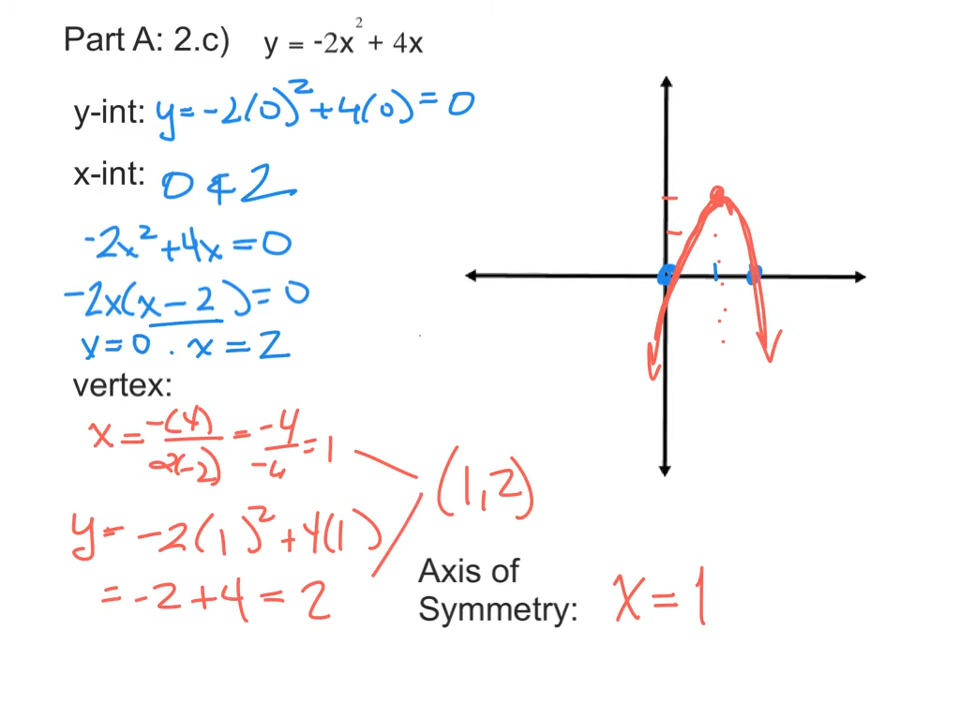 Part A: 2.c) y = -2x² + 4x
y-int: y = -2(0)² + 4(0) = 0
x-int: 0 & 2
-2x² + 4x = 0
-2x(x - 2) = 0
y = 0 . x = 2
vertex:
x = -(4)/2(-2) = -4/-4 = 1
(1, 2)
y = -2(1)² + 4(1)
= -2 + 4 = 2
Axis of
Symmetry: x = 1
1